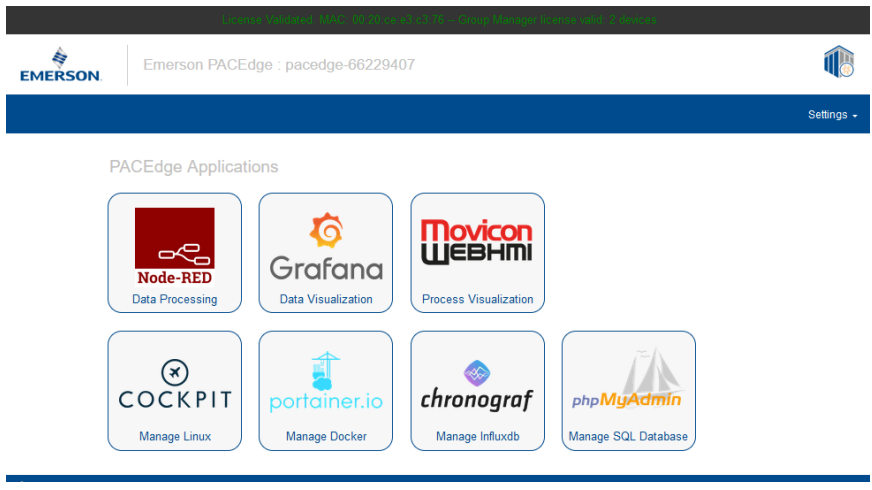 License Validated. MAC: 00.20.ce.e3.c3.76 – Group Manager license valid: 2 devices
EMERSON.
Emerson PACEdge : pacedge-66229407
Settings
PACEdge Applications
Node-RED
Data Processing
Grafana
Data Visualization
Movicon
WEBHMI
Process Visualization
COCKPIT
Manage Linux
portainer.io
Manage Docker
chronograf
Manage Influxdb
phpMyAdmin
Manage SQL Database